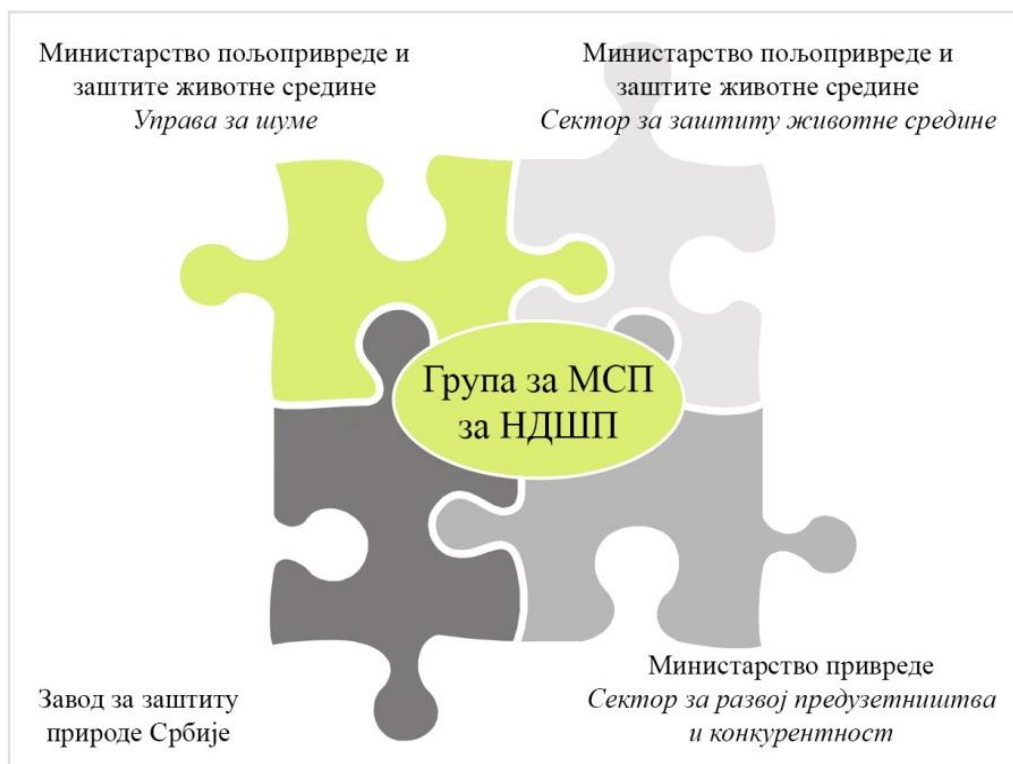 Министарство пољопривреде и
заштите животне средине
Управа за шуме
Министарство пољопривреде и
заштите животне средине
Сектор за заштиту животне средине
Група за МСП
за НДШП
Завод за заштиту
природе Србије
Министарство привреде
Сектор за развој предузетништва
и конкурентност